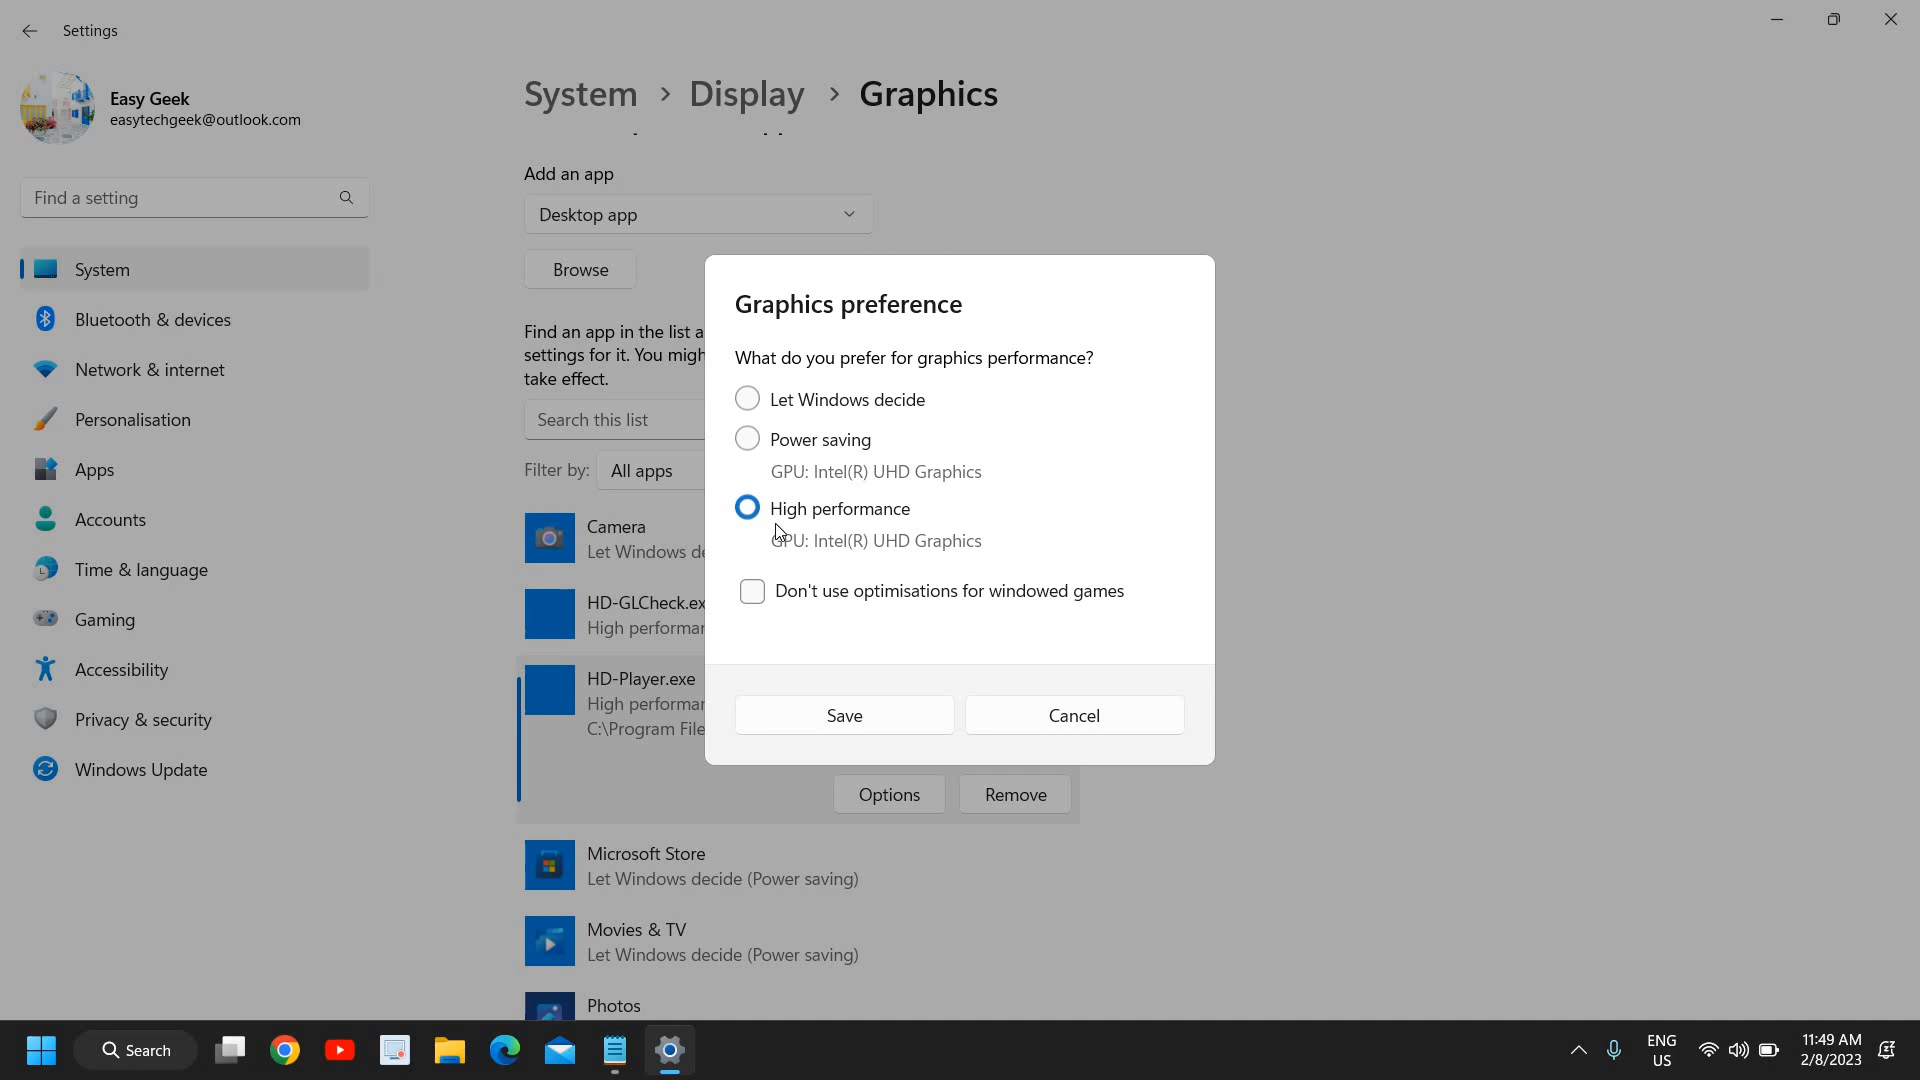 Settings
Easy Geek
easytechgeek@outlook.com
Find a setting
System
Bluetooth & devices
Network & internet
Personalisation
Apps
Accounts
Time & language
Gaming
Accessibility
Privacy & security
Windows Update
System > Display > Graphics
Add an app
Desktop app
Browse
Find an app in the list a
settings for it. You migh
take effect.
Search this list
Filter by: All apps
Camera
Let Windows de
HD-GLCheck.ex
High performan
HD-Player.exe
High performan
C:\Program File
Options Remove
Microsoft Store
Let Windows decide (Power saving)
Movies & TV
Let Windows decide (Power saving)
Photos
Graphics preference
What do you prefer for graphics performance?
Let Windows decide
Power saving
GPU: Intel(R) UHD Graphics
High performance
GPU: Intel(R) UHD Graphics
Don't use optimisations for windowed games
Save Cancel
Search
ENG
US
11:49 AM
2/8/2023